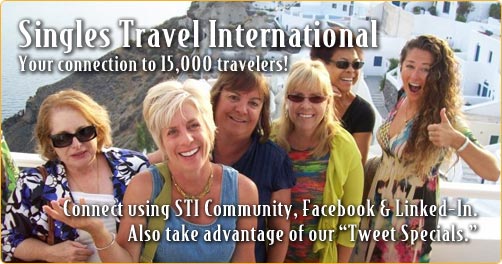 Singles Travel International
Your connection to 15,000 travelers!
Connect using STI Community, Facebook & Linked-In.
Also take advantage of our "Tweet Specials."